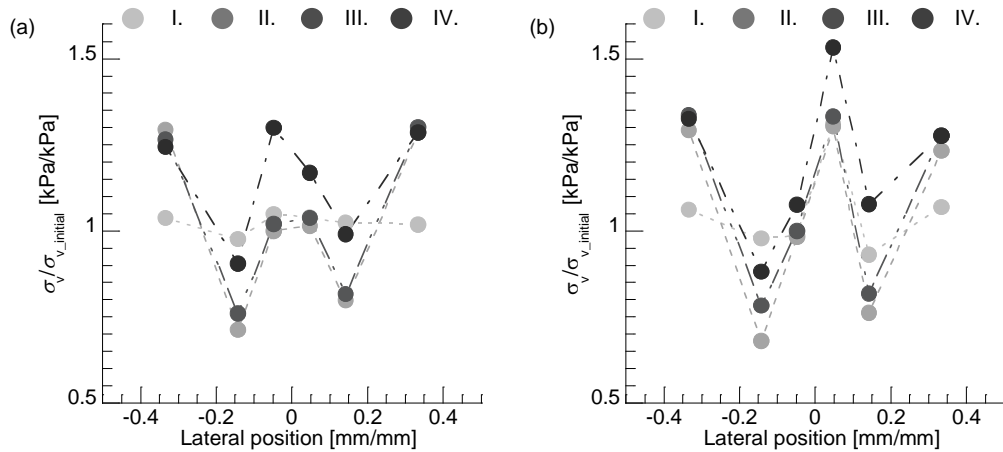 (a) I. II. III. IV.
1.5
1
0.5
σv/σv_initial [kPa/kPa]
-0.4 -0.2 0 0.2 0.4
Lateral position [mm/mm]
(b) I. II. III. IV.
1.5
1
0.5
σv/σv_initial [kPa/kPa]
-0.4 -0.2 0 0.2 0.4
Lateral position [mm/mm]